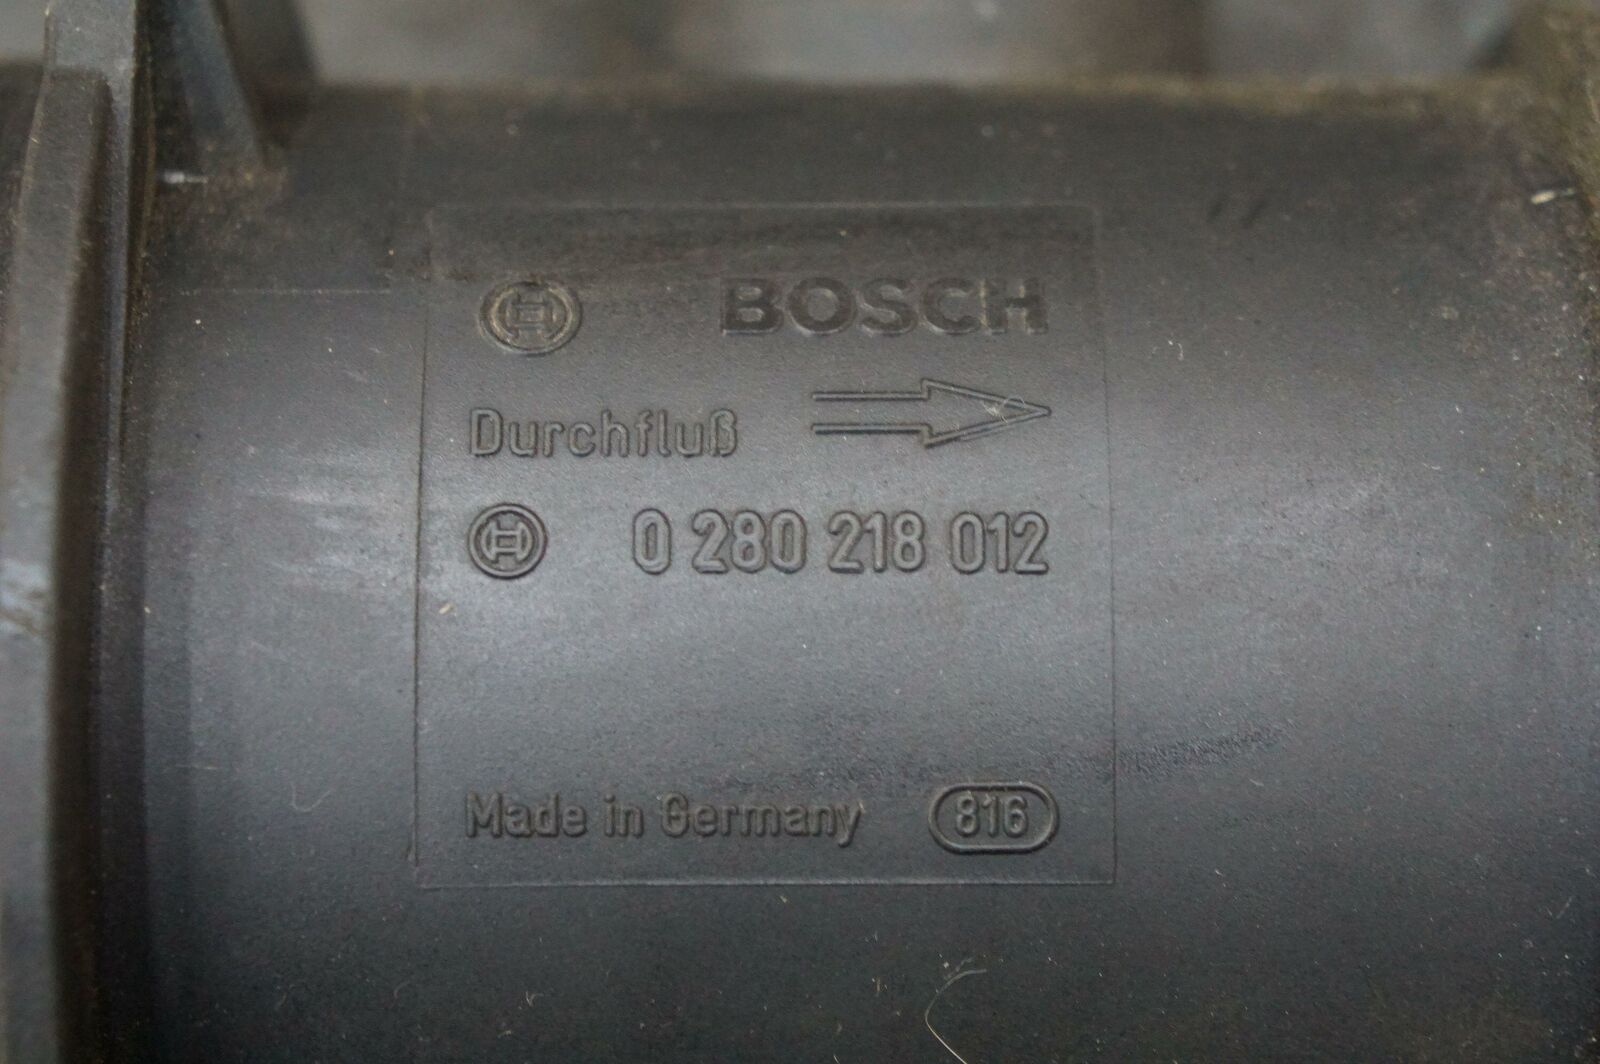 BOSCH
Durchfluß
0 280 218 012
Made in Germany 816